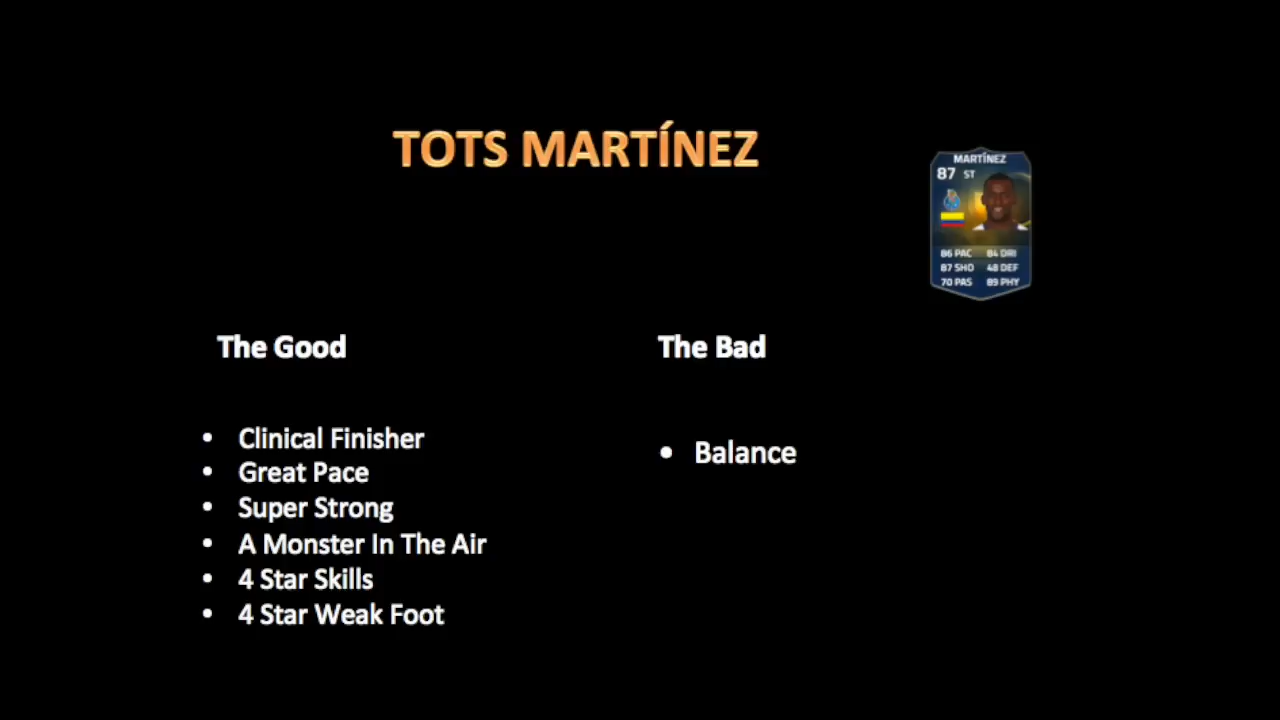 TOTS MARTÍNEZ
MARTÍNEZ
87 ST
86 PAC 84 DRI
87 SHO 48 DEF
70 PAS 89 PHY
The Good
• Clinical Finisher
• Great Pace
• Super Strong
• A Monster In The Air
• 4 Star Skills
• 4 Star Weak Foot
The Bad
• Balance